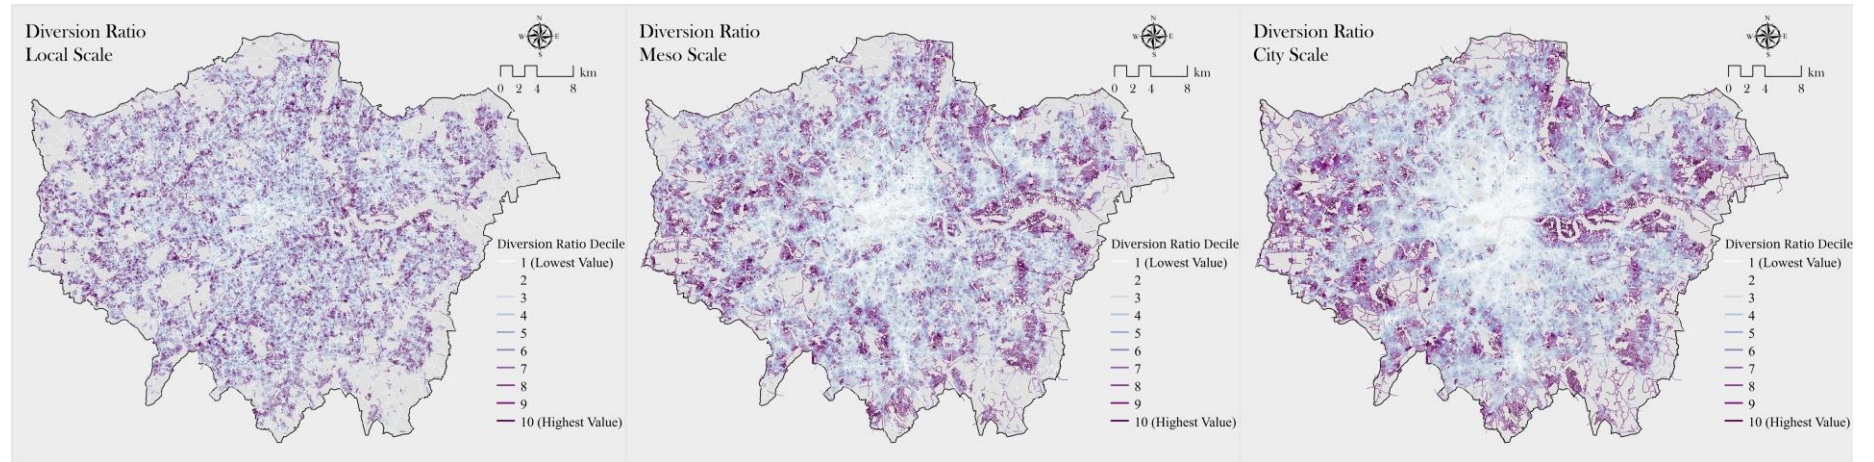 Diversion Ratio
Local Scale
N
W E
S
km
0 2 4 8
Diversion Ratio Decile
1 (Lowest Value)
2
3
4
5
6
7
8
9
10 (Highest Value)
Diversion Ratio
Meso Scale
N
W E
S
km
0 2 4 8
Diversion Ratio Decile
1 (Lowest Value)
2
3
4
5
6
7
8
9
10 (Highest Value)
Diversion Ratio
City Scale
N
W E
S
km
0 2 4 8
Diversion Ratio Decile
1 (Lowest Value)
2
3
4
5
6
7
8
9
10 (Highest Value)